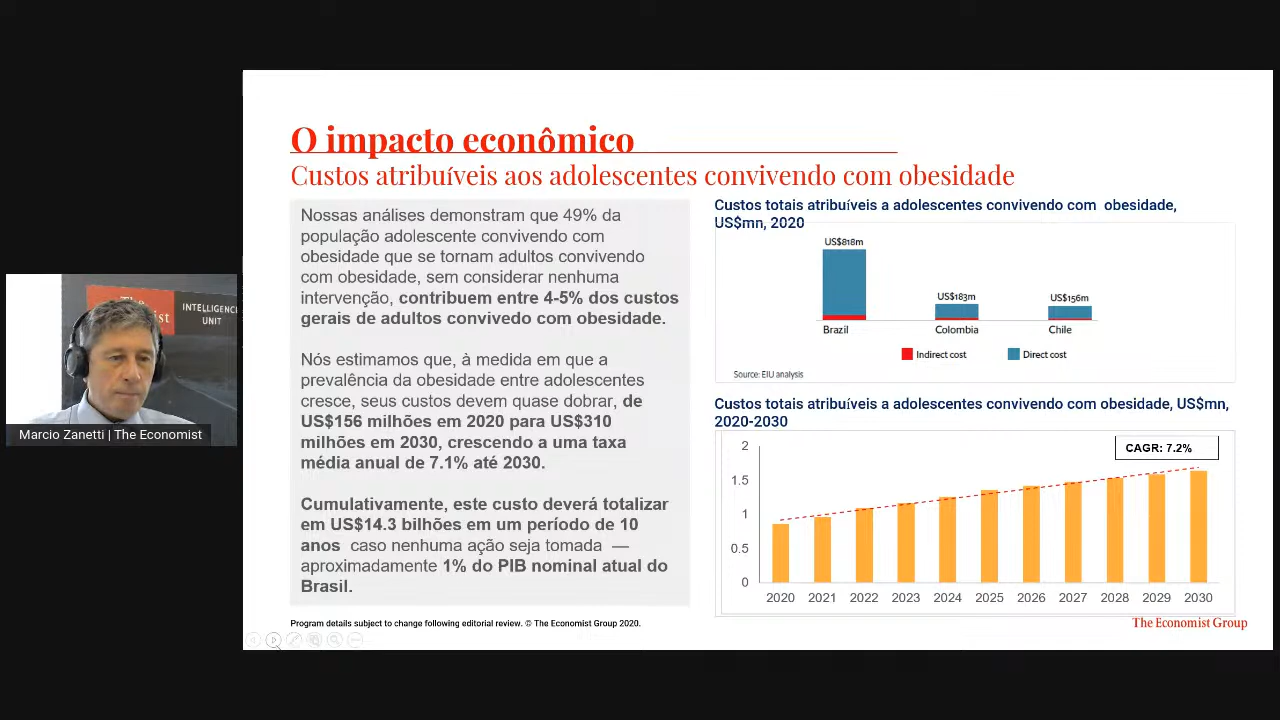 O impacto econômico
Custos atribuíveis aos adolescentes convivendo com obesidade
Nossas análises demonstram que 49% da
população adolescente convivendo com
obesidade que se tornam adultos convivendo
com obesidade, sem considerar nenhuma
intervenção, contribuem entre 4-5% dos custos
gerais de adultos convivedo com obesidade.
Nós estimamos que, à medida em que a
prevalência da obesidade entre adolescentes
cresce, seus custos devem quase dobrar, de
US$156 milhões em 2020 para US$310
milhões em 2030, crescendo a uma taxa
média anual de 7.1% até 2030.
Cumulativamente, este custo deverá totalizar
em US$14.3 bilhões em um período de 10
anos caso nenhuma ação seja tomada —
aproximadamente 1% do PIB nominal atual do
Brasil.
Custos totais atribuíveis a adolescentes convivendo com obesidade,
US$mn, 2020
US$818m
US$183m
US$156m
Brazil
Colombia
Chile
Indirect cost
Direct cost
Source: EIU analysis
Custos totais atribuíveis a adolescentes convivendo com obesidade, US$mn,
2020-2030
CAGR: 7.2%
2
1.5
1
0.5
0
2020 2021 2022 2023 2024 2025 2026 2027 2028 2029 2030
Program details subject to change following editorial review. © The Economist Group 2020.
The Economist Group
The
INTELLIGENCE
UNIT
Marcio Zanetti | The Economist